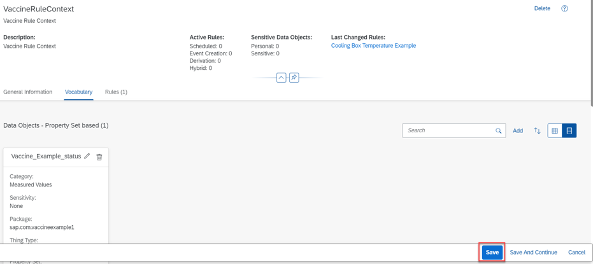 VaccineRuleContext
Delete
Vaccine Rule Context
Description:
Vaccine Rule Context
Active Rules:
Scheduled: 0
Event Creation: 0
Derivation: 0
Hybrid: 0
Sensitive Data Objects:
Personal: 0
Sensitive: 0
Last Changed Rules:
Cooling Box Temperature Example
General Information
Vocabulary
Rules (1)
Data Objects - Property Set based (1)
Search
Add
Vaccine_Example_status
Category:
Measured Values
Sensitivity:
None
Package:
sap.com.vaccineexample1
Thing Type:
Save
Save And Continue
Cancel